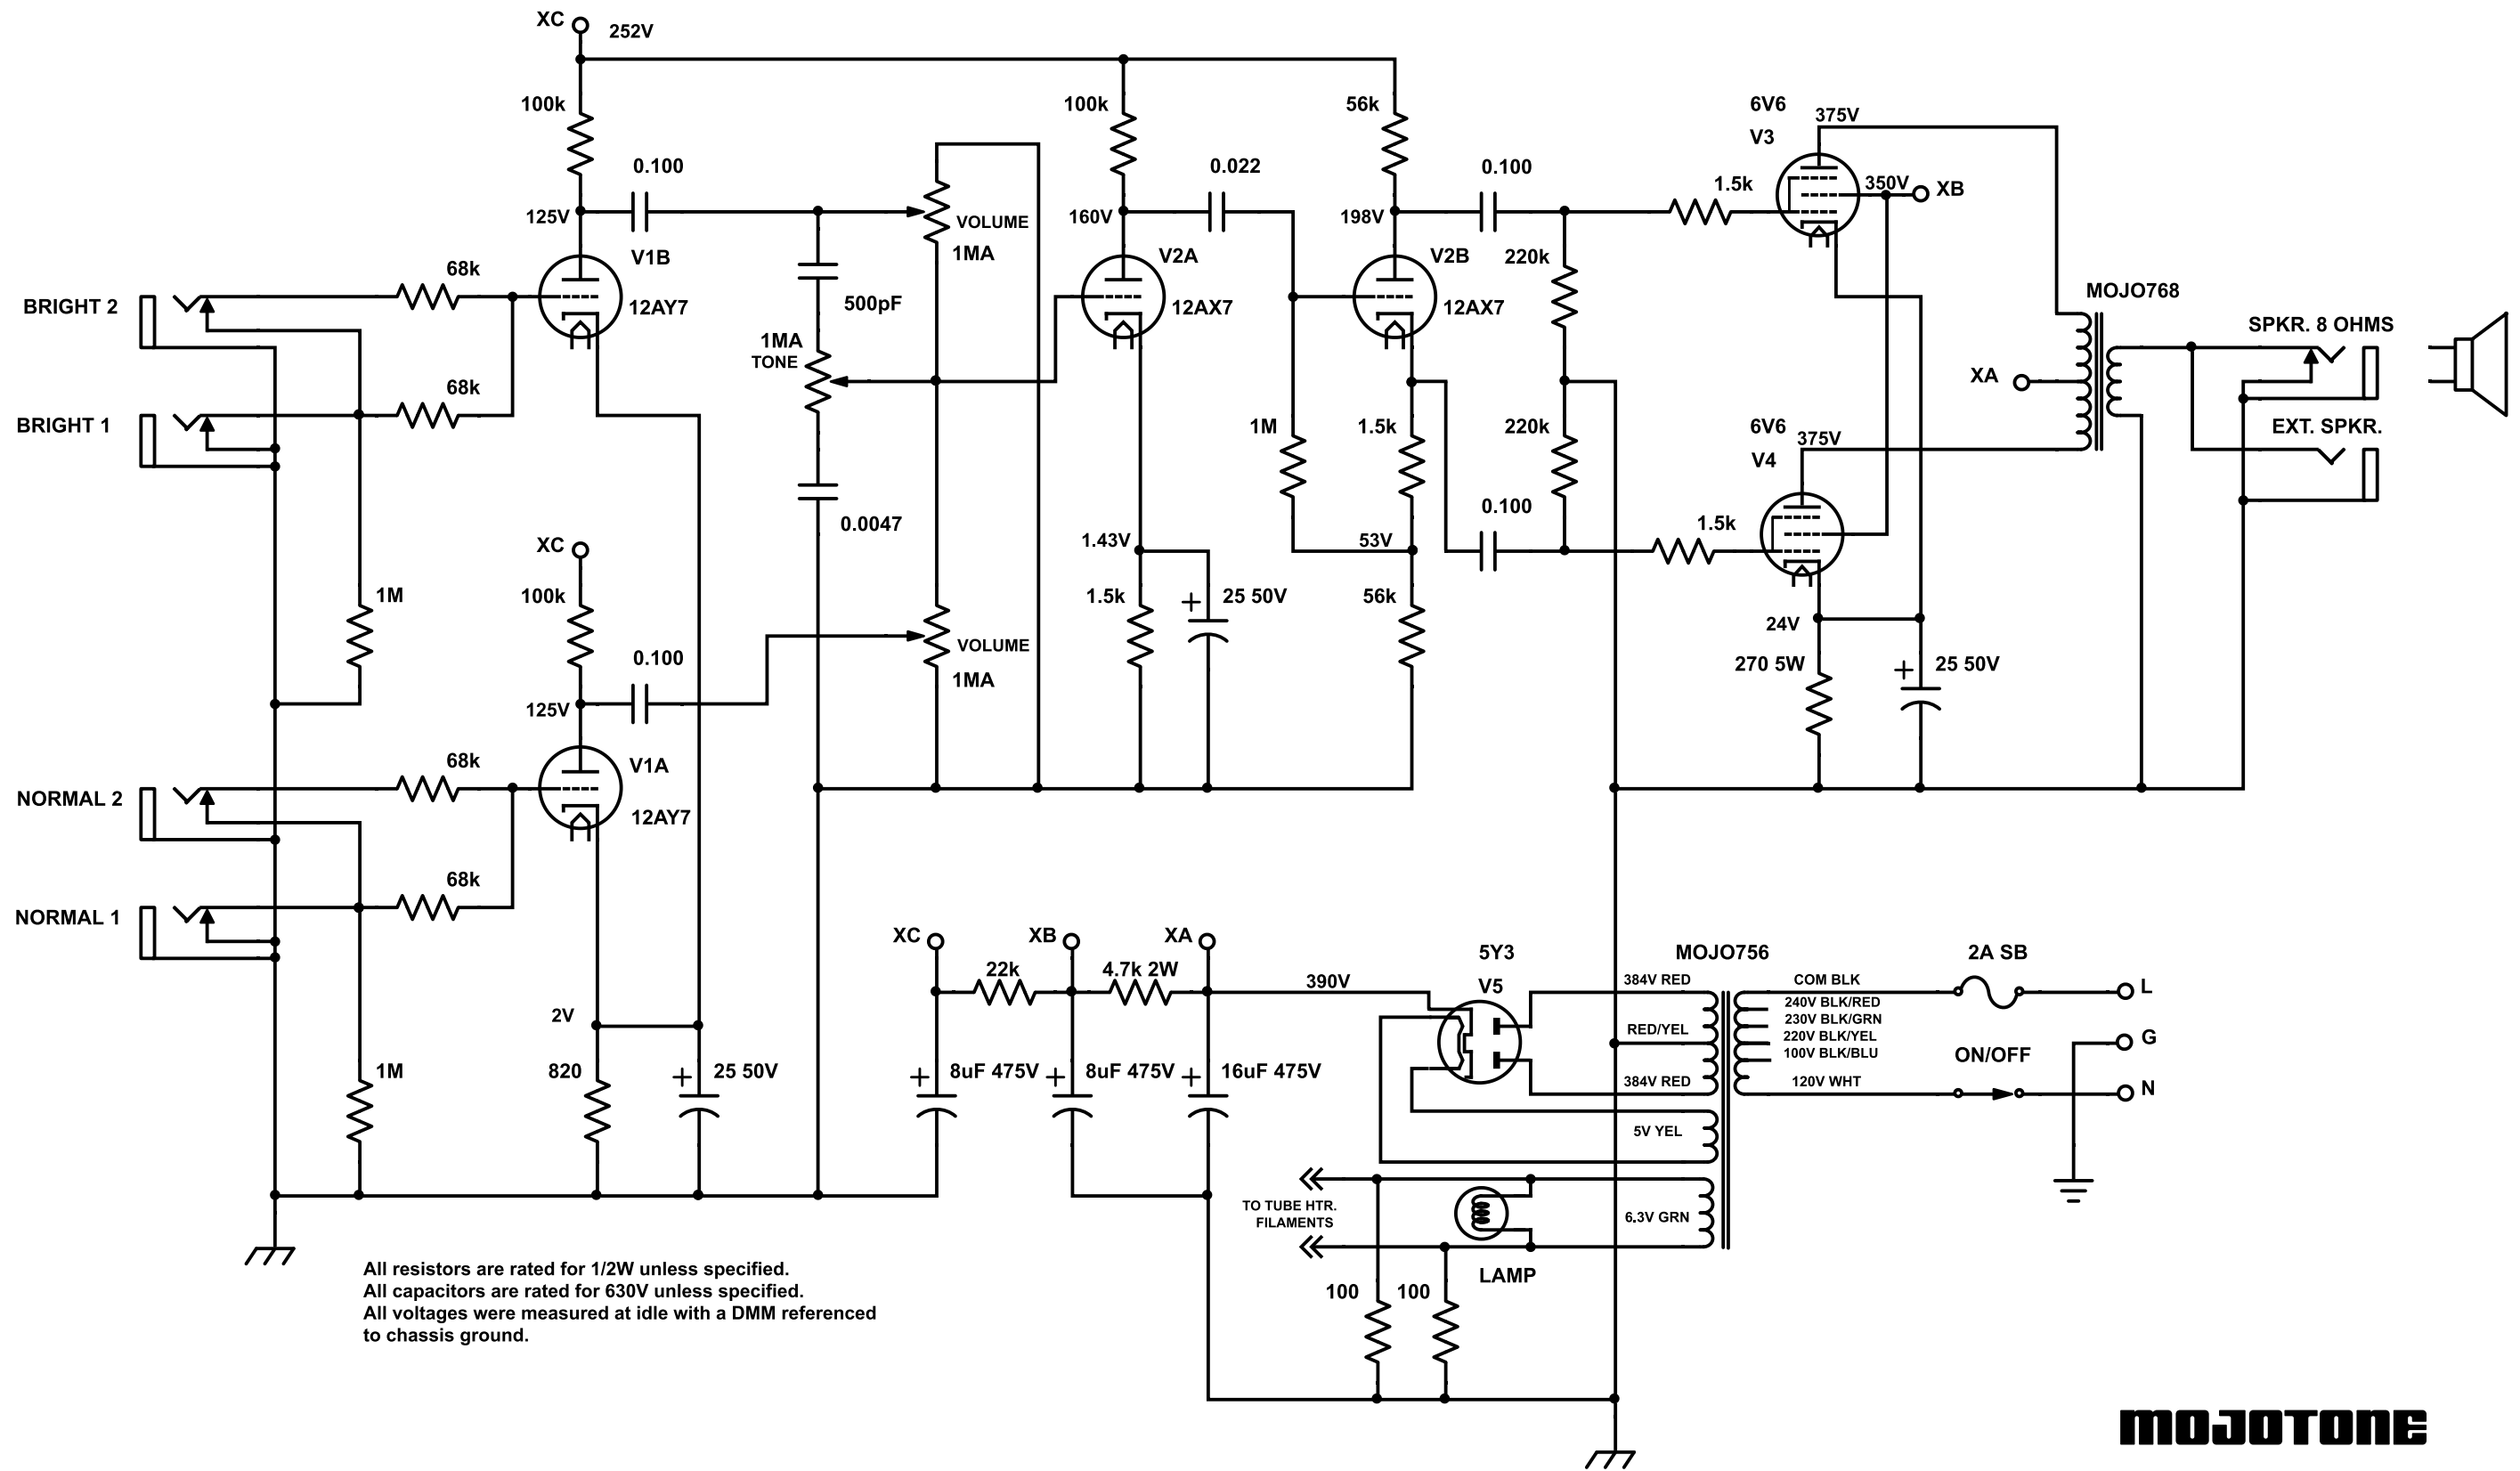 XC
252V
100k
100k
56k
6V6
375V
V3
0.100
0.022
0.100
1.5k
350V
XB
125V
VOLUME
160V
198V
1MA
V1B
V2A
V2B
220k
68k
BRIGHT 2
12AY7
500pF
12AX7
12AX7
MOJO768
SPKR. 8 OHMS
1MA
TONE
XA
68k
BRIGHT 1
1M
1.5k
220k
6V6
375V
EXT. SPKR.
V4
0.100
0.0047
1.5k
XC
1.43V
53V
1M
100k
1.5k
+
25 50V
56k
24V
VOLUME
0.100
270 5W
+
25 50V
1MA
125V
68k
V1A
NORMAL 2
12AY7
68k
NORMAL 1
XC
XB
XA
5Y3
MOJO756
2A SB
22k
4.7k 2W
390V
V5
384V RED
COM BLK
L
240V BLK/RED
2V
230V BLK/GRN
RED/YEL
220V BLK/YEL
G
100V BLK/BLU
ON/OFF
1M
820
+
25 50V
+
8uF 475V
+
8uF 475V
+
16uF 475V
384V RED
120V WHT
N
5V YEL
TO TUBE HTR.
FILAMENTS
6.3V GRN
LAMP
100
100
All resistors are rated for 1/2W unless specified.
All capacitors are rated for 630V unless specified.
All voltages were measured at idle with a DMM referenced
to chassis ground.
MOJOTONE